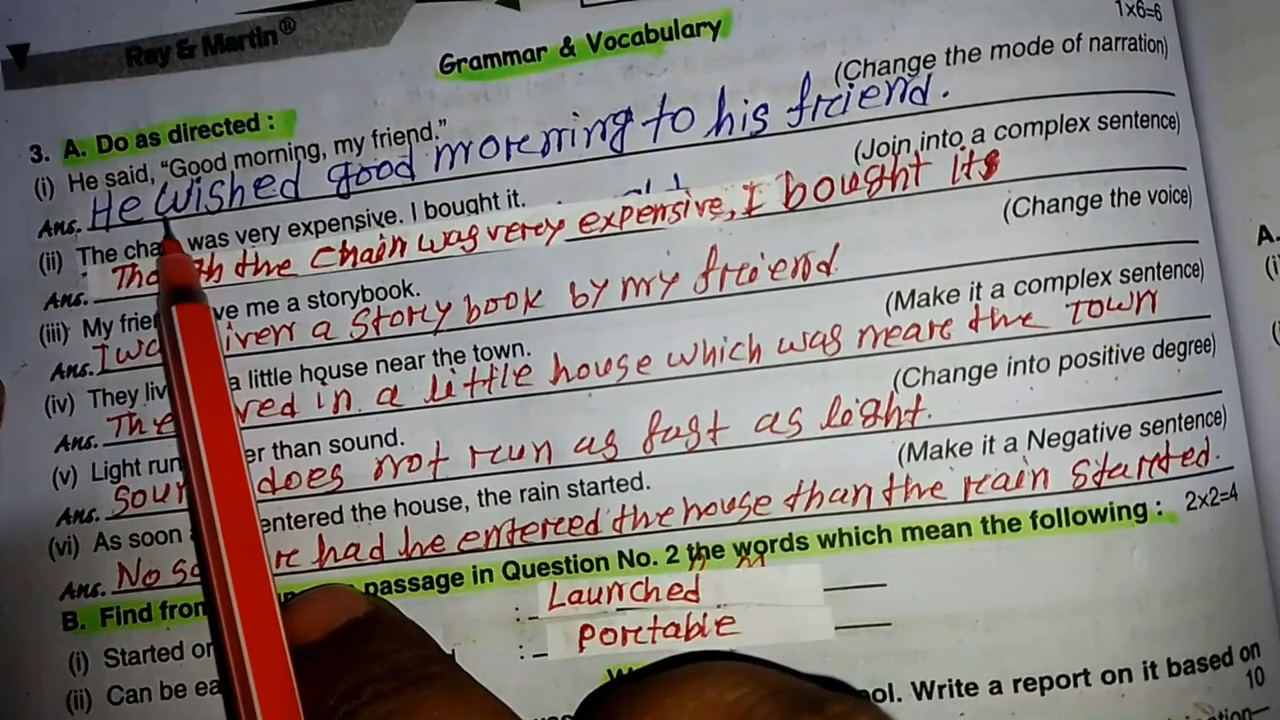 Ray & Martin®
1×6=6
Grammar & Vocabulary
3. A. Do as directed :
(i) He said, “Good morning, my friend.” (Change the mode of narration)
Ans. He wished good morning to his friend.
(ii) The cha was very expensive. I bought it. (Join into a complex sentence)
Ans. Tho gh the chain was very expensive, I bought it
(iii) My frien ve me a storybook. (Change the voice)
Ans. I wa iven a story book by my friend.
(iv) They liv a little house near the town. (Make it a complex sentence)
Ans. The ved in a little house which was near the town
(v) Light run er than sound. (Change into positive degree)
Ans. Soun does not run as fast as light.
(vi) As soon entered the house, the rain started. (Make it a Negative sentence)
Ans. No so had he entered the house than the rain started.
B. Find from passage in Question No. 2 the words which mean the following : 2×2=4
(i) Started or : Launched
(ii) Can be ea : Portable
ol. Write a report on it based on
10
A.
(i